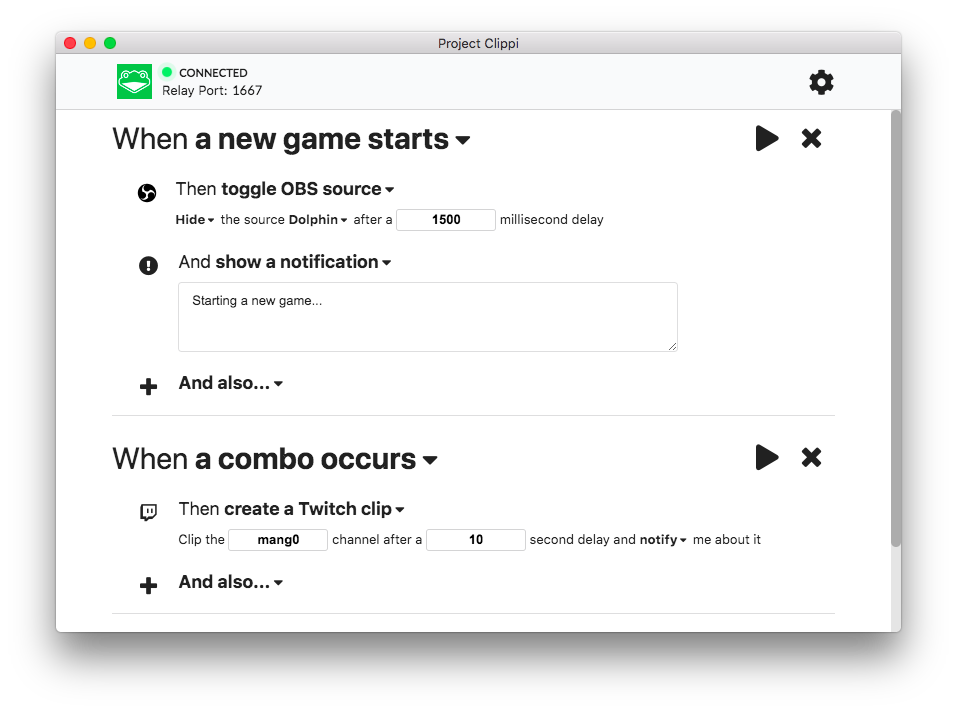 Project Clippi
CONNECTED
Relay Port: 1667
When a new game starts
Then toggle OBS source
Hide the source Dolphin after a 1500 millisecond delay
And show a notification
Starting a new game...
And also...
When a combo occurs
Then create a Twitch clip
Clip the mang0 channel after a 10 second delay and notify me about it
And also...